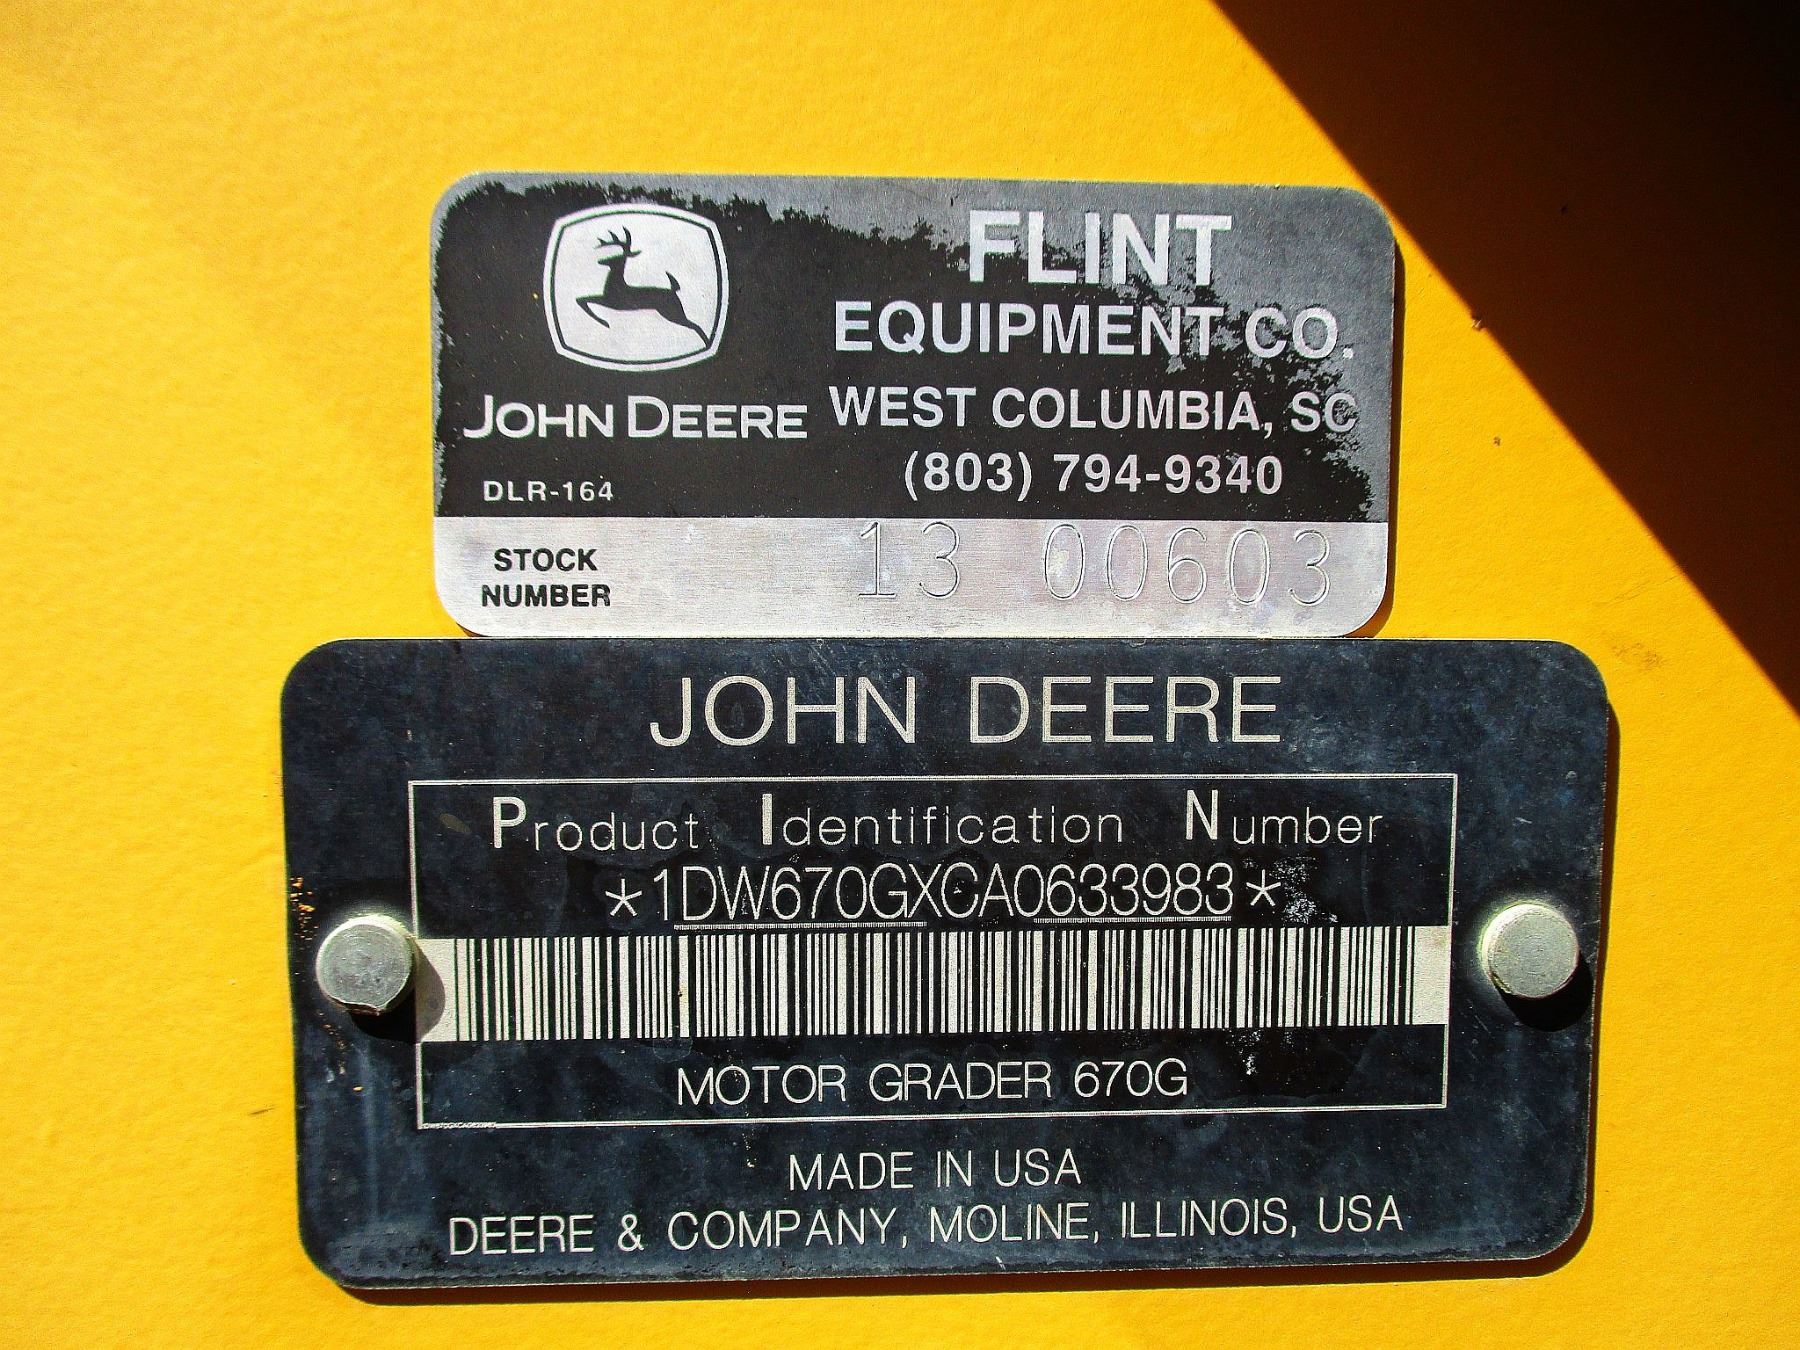 FLINT
EQUIPMENT CO.
JOHN DEERE
WEST COLUMBIA, SC
(803) 794-9340
DLR-164
STOCK
NUMBER
13 00603
JOHN DEERE
Product Identification Number
*1DW670GXCA0633983*
MOTOR GRADER 670G
MADE IN USA
DEERE & COMPANY, MOLINE, ILLINOIS, USA